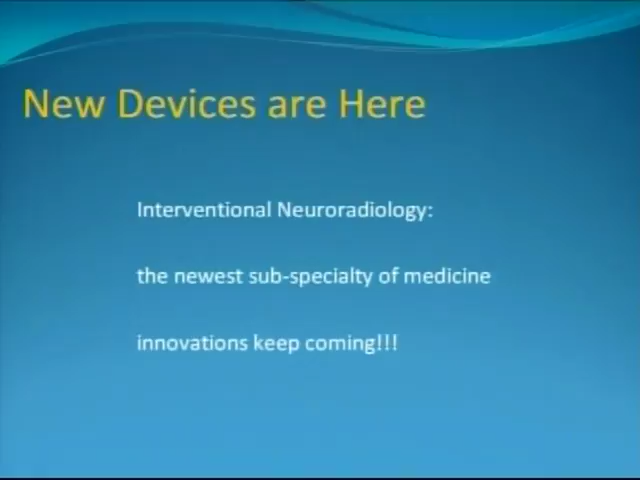 New Devices are Here
Interventional Neuroradiology:
the newest sub-specialty of medicine
innovations keep coming!!!